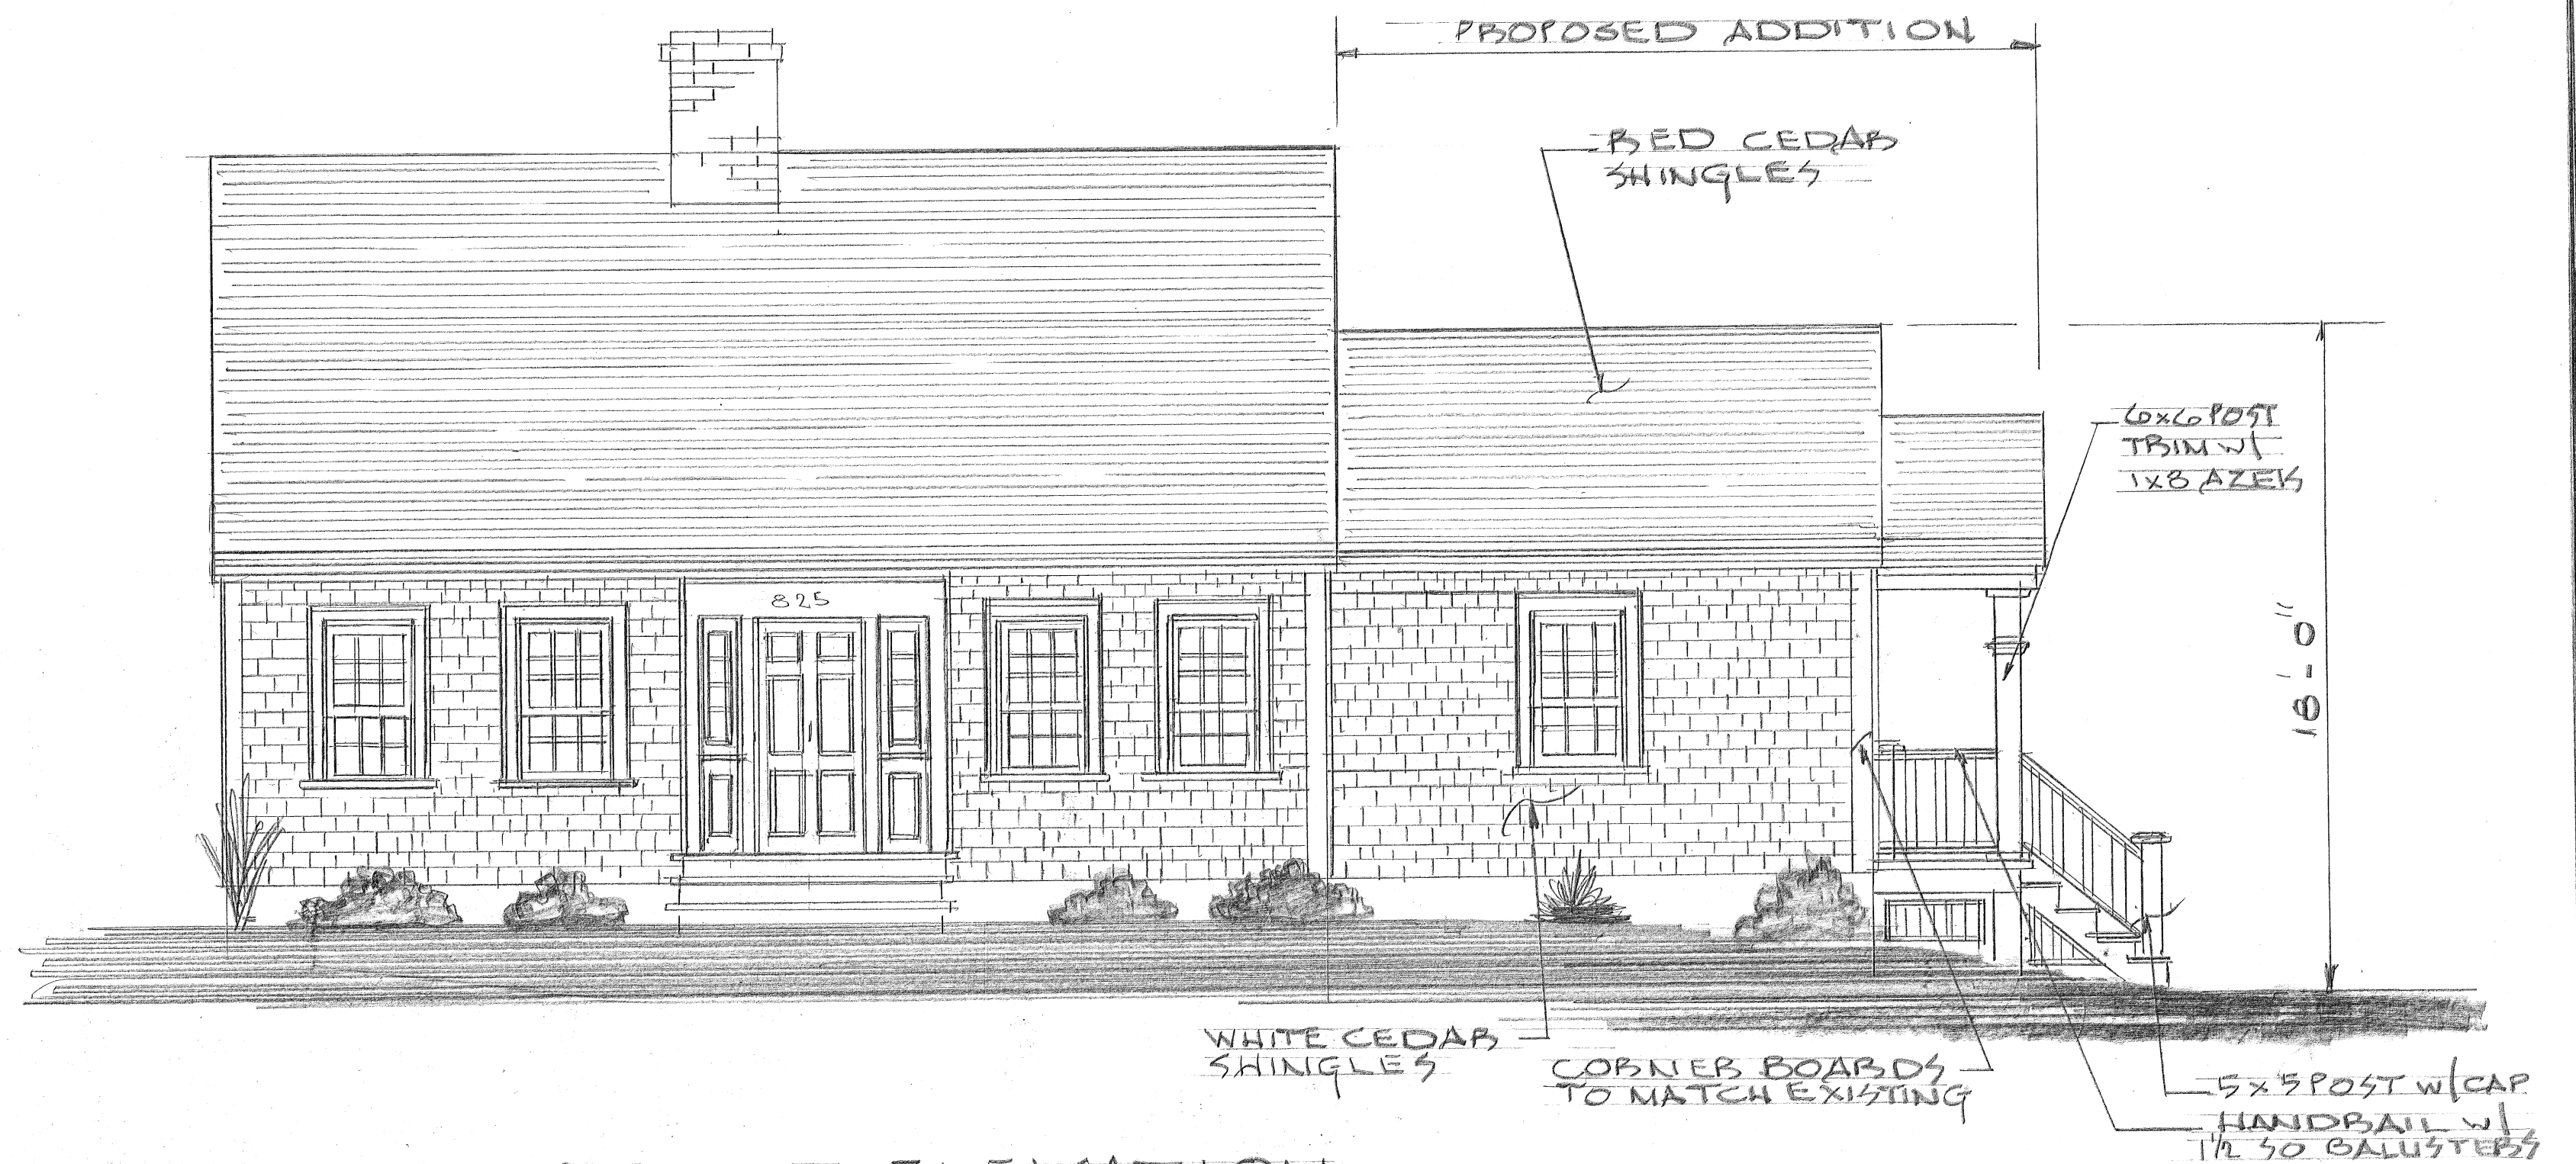 PROPOSED ADDITION
RED CEDAR
SHINGLES
6x6 POST
TRIM W/
1x8 AZEK
825
18'-0"
WHITE CEDAR
SHINGLES
CORNER BOARDS
TO MATCH EXISTING
5x5 POST W/CAP
HANDRAIL W/
1 1/2 SQ BALUSTERS
ELEVATION